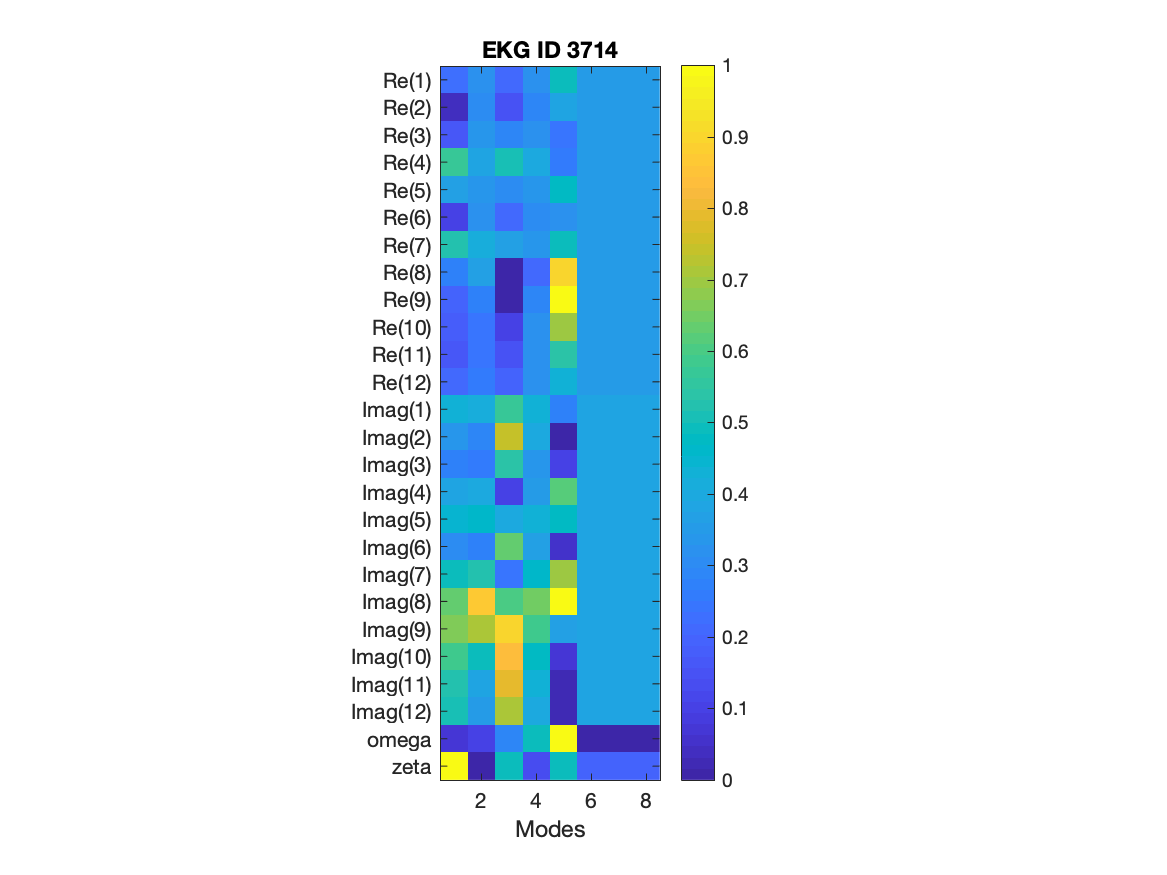 EKG ID 3714
Re(1)
Re(2)
Re(3)
Re(4)
Re(5)
Re(6)
Re(7)
Re(8)
Re(9)
Re(10)
Re(11)
Re(12)
Imag(1)
Imag(2)
Imag(3)
Imag(4)
Imag(5)
Imag(6)
Imag(7)
Imag(8)
Imag(9)
Imag(10)
Imag(11)
Imag(12)
omega
zeta
2 4 6 8
Modes
1
0.9
0.8
0.7
0.6
0.5
0.4
0.3
0.2
0.1
0